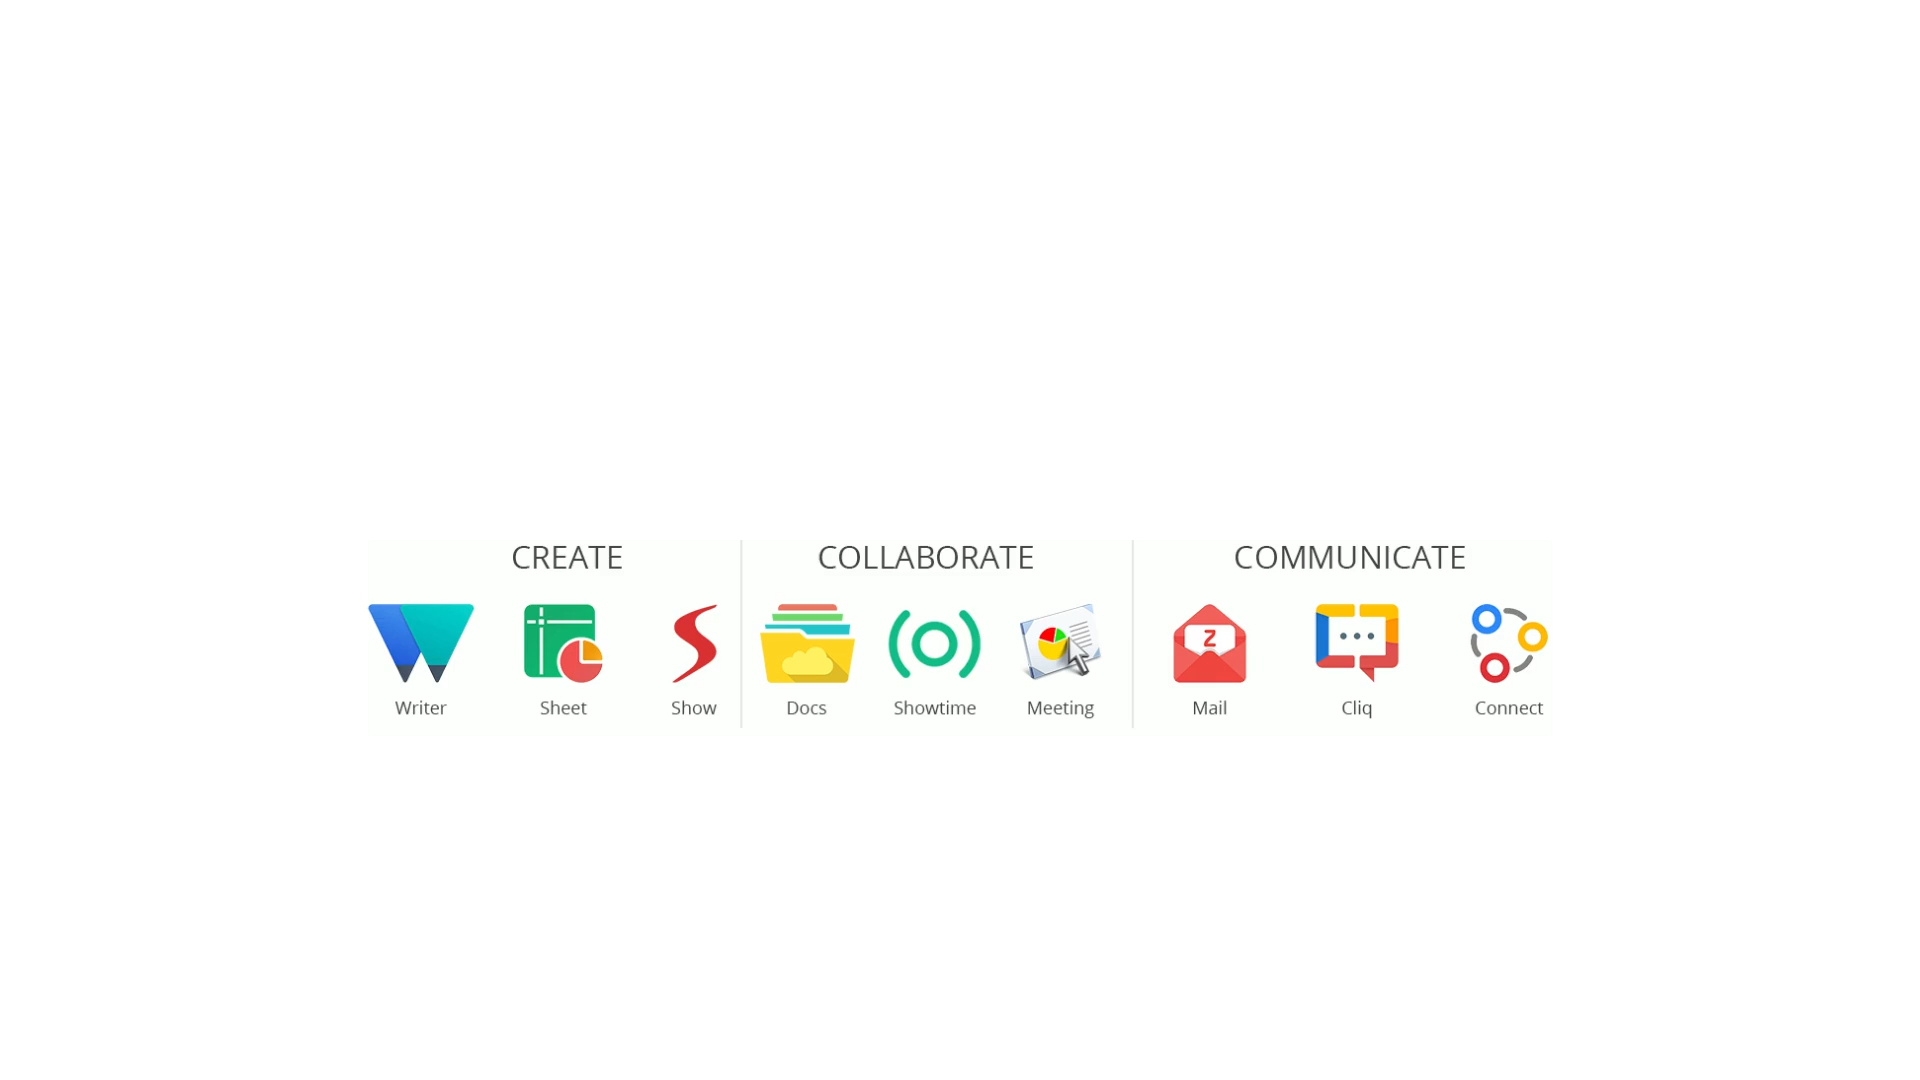 CREATE
COLLABORATE
COMMUNICATE
Z
Writer
Sheet
Show
Docs
Showtime
Meeting
Mail
Cliq
Connect